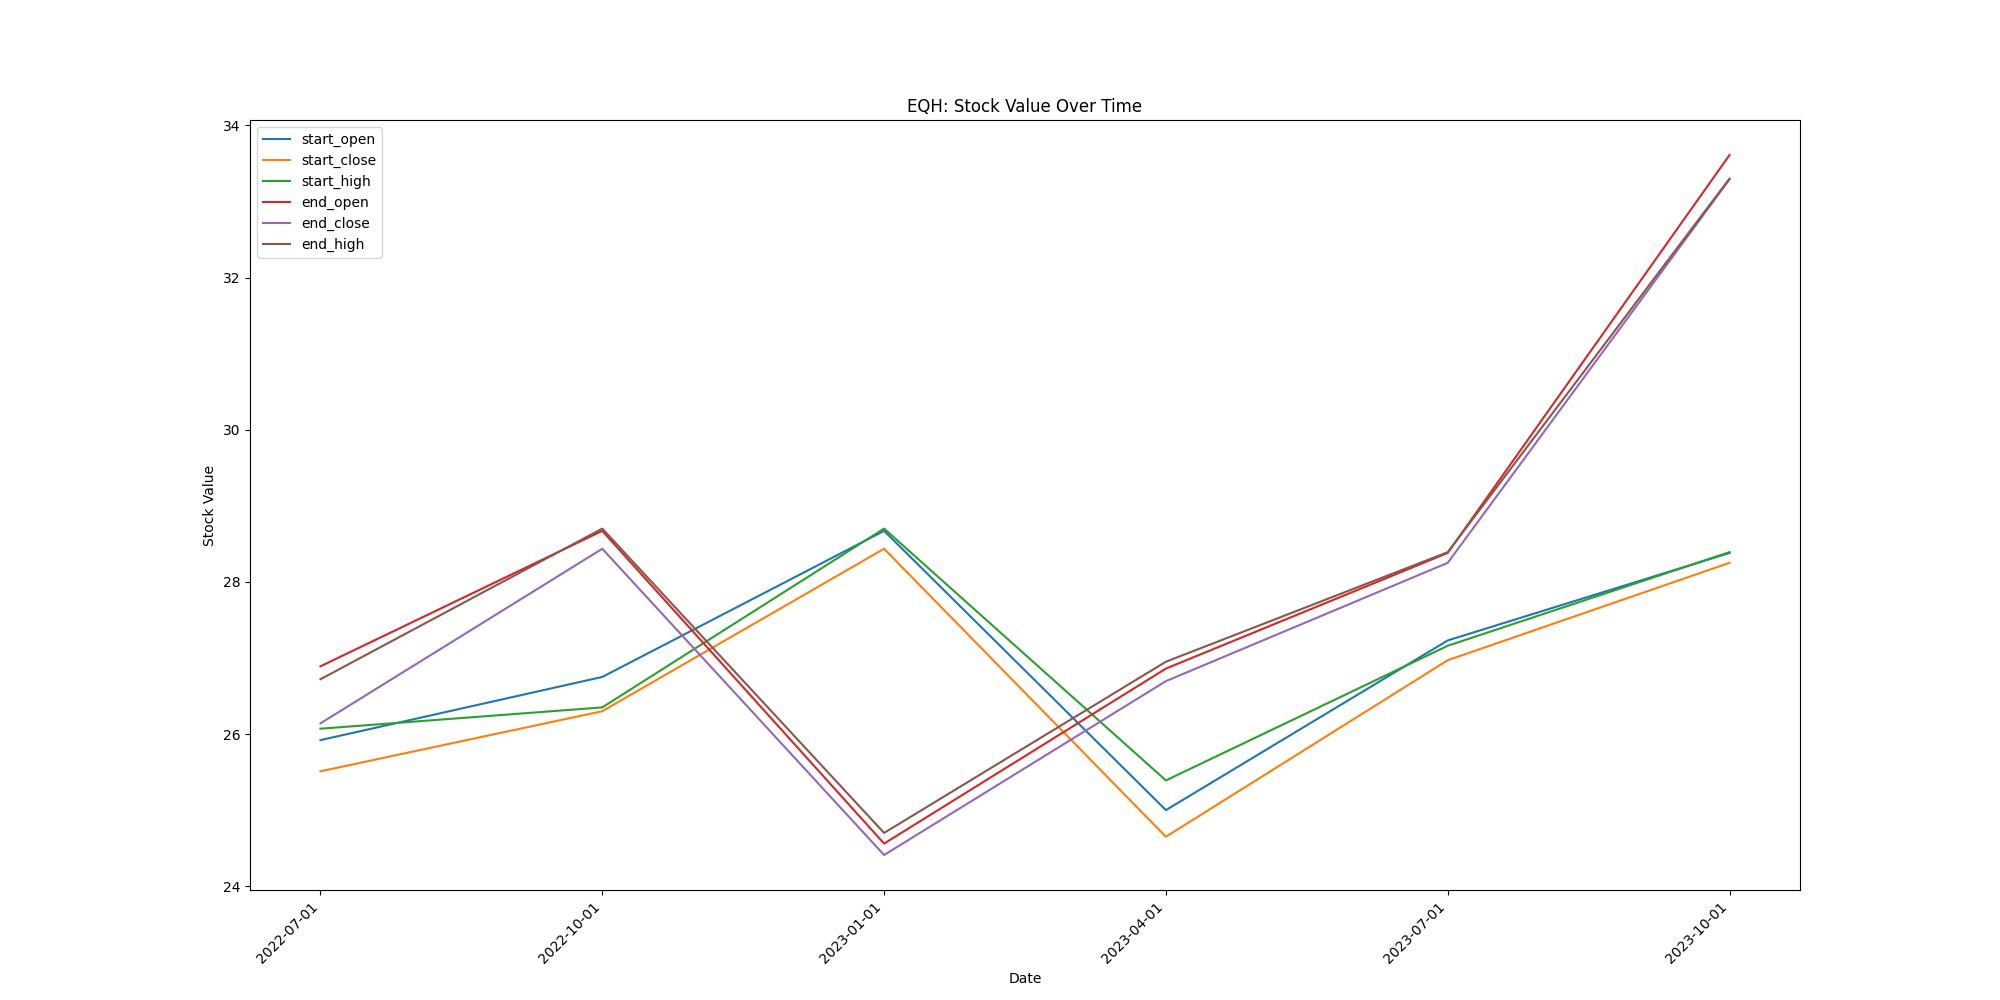 EQH: Stock Value Over Time
34
32
30
28
26
24
Stock Value
start_open
start_close
start_high
end_open
end_close
end_high
2022-07-01
2022-10-01
2023-01-01
2023-04-01
2023-07-01
2023-10-01
Date